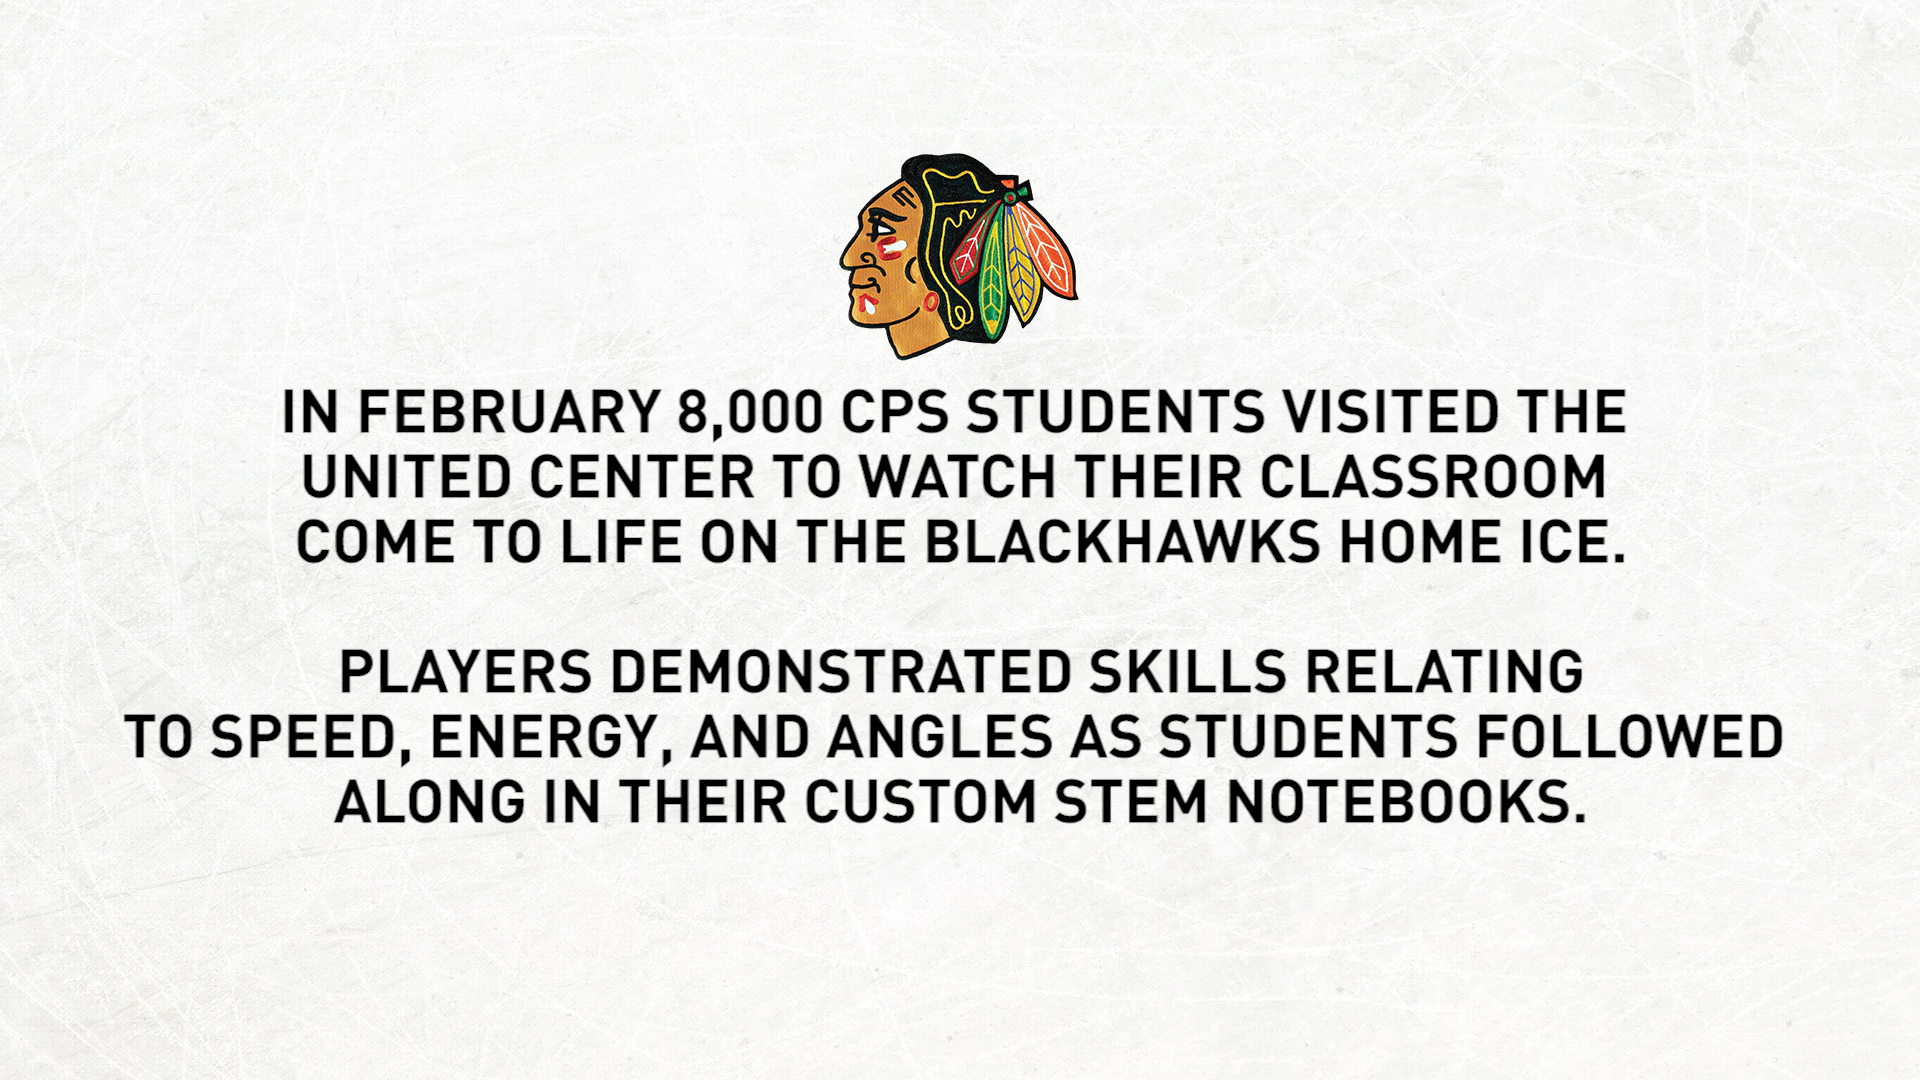 IN FEBRUARY 8,000 CPS STUDENTS VISITED THE
UNITED CENTER TO WATCH THEIR CLASSROOM
COME TO LIFE ON THE BLACKHAWKS HOME ICE.
PLAYERS DEMONSTRATED SKILLS RELATING
TO SPEED, ENERGY, AND ANGLES AS STUDENTS FOLLOWED
ALONG IN THEIR CUSTOM STEM NOTEBOOKS.